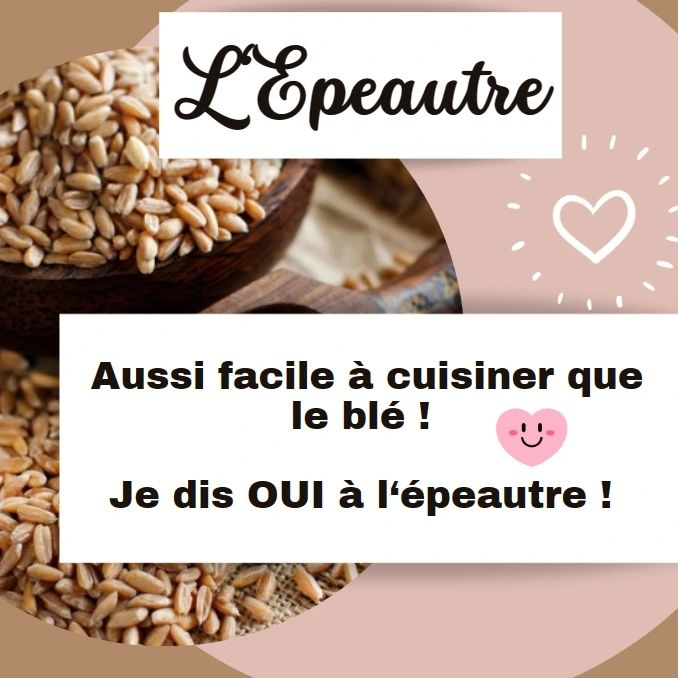 L‘Epeautre
Aussi facile à cuisiner que
le blé !
Je dis OUI à l‘épeautre !